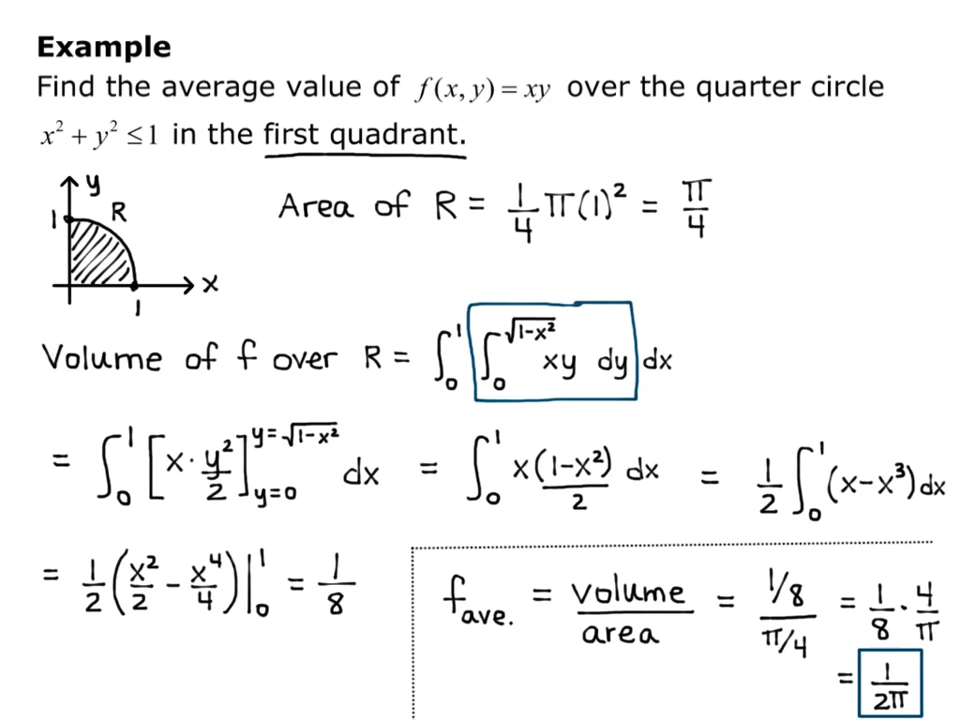 Example
Find the average value of f(x, y) = xy over the quarter circle
x² + y² ≤ 1 in the first quadrant.
y
1 R
x
1
Area of R = 1/4 π(1)² = π/4
Volume of f over R = ∫₀¹ ∫₀^√(1-x²) xy dy dx
= ∫₀¹ [x · y²/2]_{y=0}^{y=√(1-x²)} dx = ∫₀¹ x(1-x²)/2 dx = 1/2 ∫₀¹ (x-x³) dx
= 1/2 (x²/2 - x⁴/4)|₀¹ = 1/8
f ave. = volume/area = (1/8)/(π/4) = 1/8 · 4/π
= 1/2π